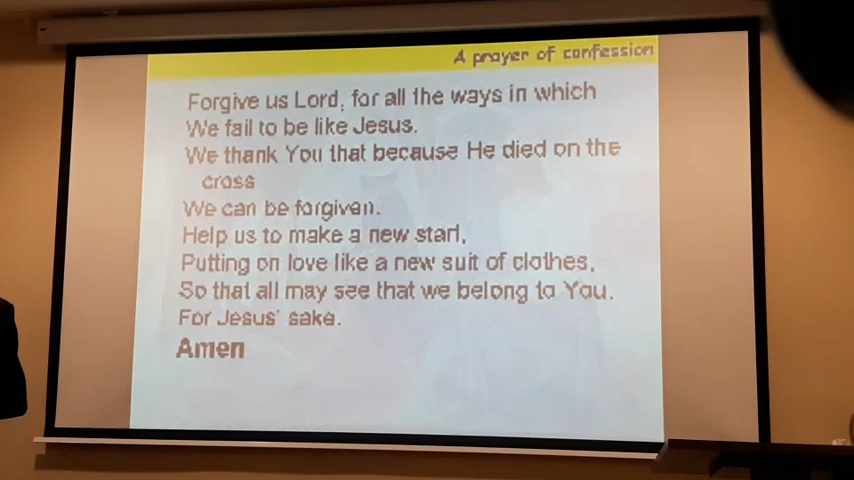 A prayer of confession
Forgive us Lord, for all the ways in which
We fail to be like Jesus.
We thank You that because He died on the
cross
We can be forgiven.
Help us to make a new start,
Putting on love like a new suit of clothes,
So that all may see that we belong to You.
For Jesus' sake.
Amen